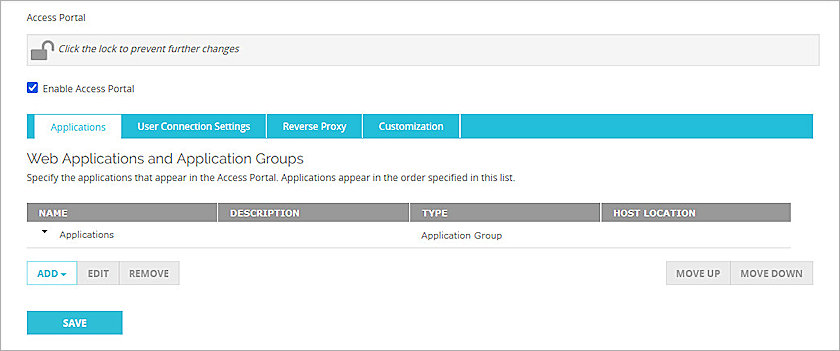 Access Portal
Click the lock to prevent further changes
Enable Access Portal
Applications User Connection Settings Reverse Proxy Customization
Web Applications and Application Groups
Specify the applications that appear in the Access Portal. Applications appear in the order specified in this list.
NAME DESCRIPTION TYPE HOST LOCATION
Applications Application Group
ADD EDIT REMOVE MOVE UP MOVE DOWN
SAVE